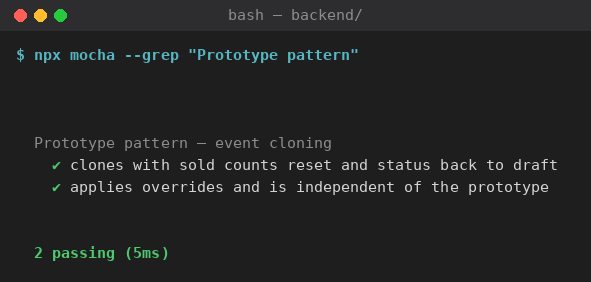 bash — backend/
$ npx mocha --grep "Prototype pattern"
Prototype pattern — event cloning
✔ clones with sold counts reset and status back to draft
✔ applies overrides and is independent of the prototype
2 passing (5ms)